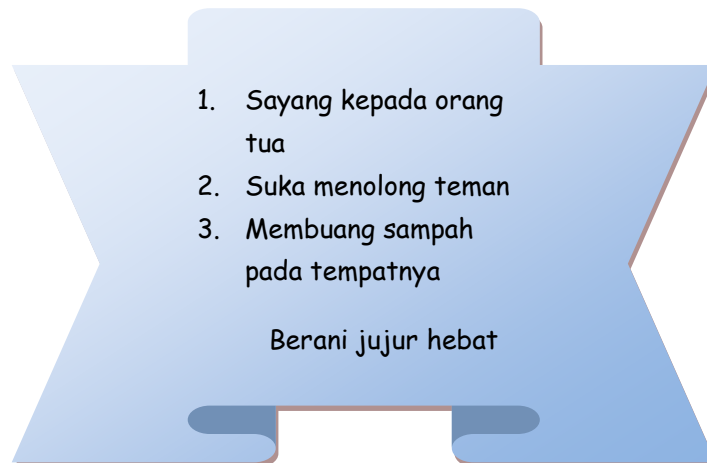 1. Sayang kepada orang
tua
2. Suka menolong teman
3. Membuang sampah
pada tempatnya
Berani jujur hebat